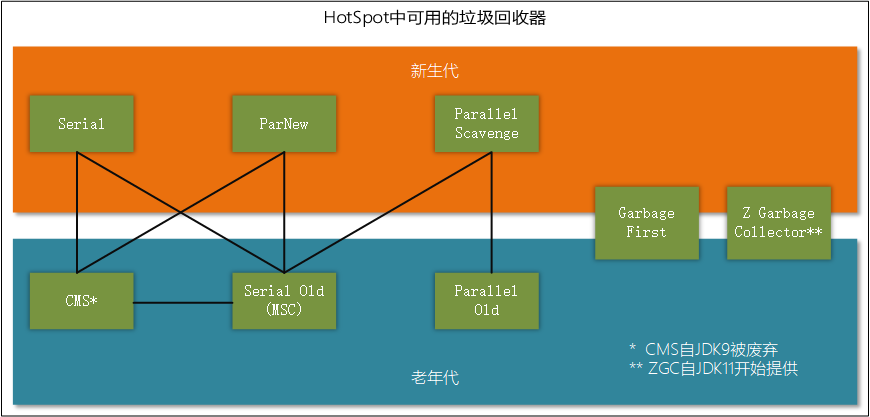 HotSpot中可用的垃圾回收器
新生代
Serial
ParNew
Parallel
Scavenge
Garbage
First
Z Garbage
Collector**
CMS*
Serial Old
(MSC)
Parallel
Old
* CMS自JDK9被废弃
** ZGC自JDK11开始提供
老年代